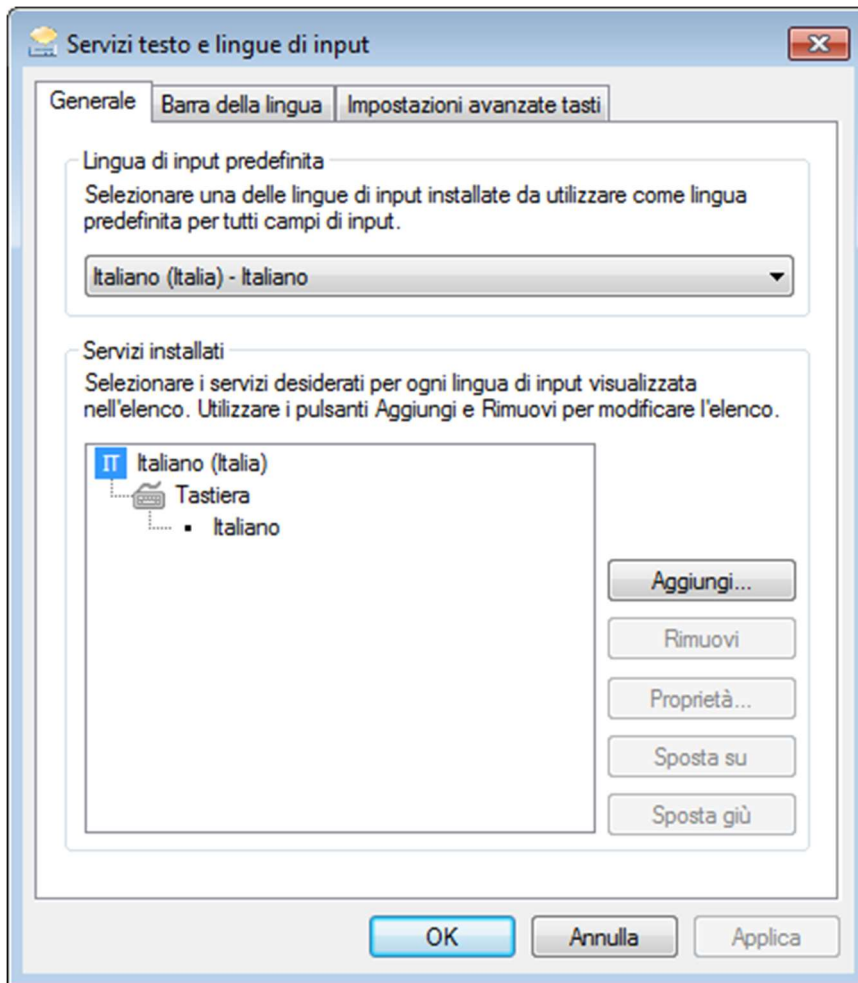 Servizi testo e lingue di input
Generale
Barra della lingua
Impostazioni avanzate tasti
Lingua di input predefinita
Selezionare una delle lingue di input installate da utilizzare come lingua
predefinita per tutti campi di input.
Italiano (Italia) - Italiano
Servizi installati
Selezionare i servizi desiderati per ogni lingua di input visualizzata
nell'elenco. Utilizzare i pulsanti Aggiungi e Rimuovi per modificare l'elenco.
IT Italiano (Italia)
Tastiera
Italiano
Aggiungi...
Rimuovi
Proprietà...
Sposta su
Sposta giù
OK
Annulla
Applica